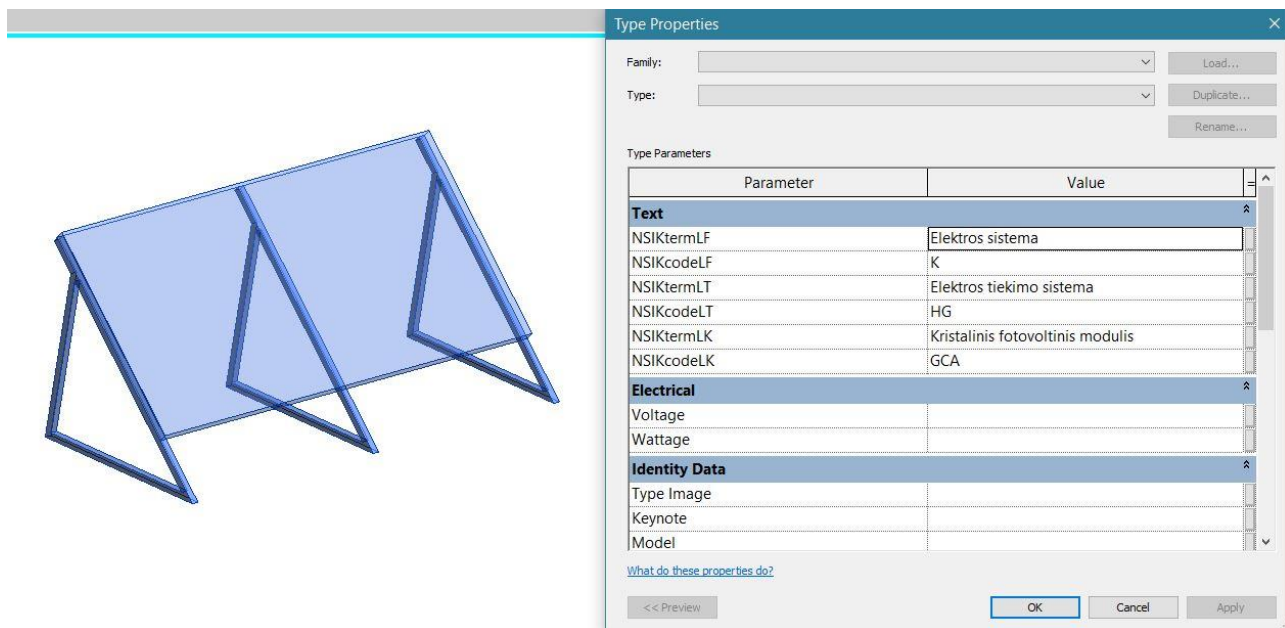 Type Properties
Family:
Load...
Type:
Duplicate...
Rename...
Type Parameters
Parameter Value =
Text
NSIKtermLF Elektros sistema
NSIKcodeLF K
NSIKtermLT Elektros tiekimo sistema
NSIKcodeLT HG
NSIKtermLK Kristalinis fotovoltinis modulis
NSIKcodeLK GCA
Electrical
Voltage
Wattage
Identity Data
Type Image
Keynote
Model
What do these properties do?
<< Preview OK Cancel Apply